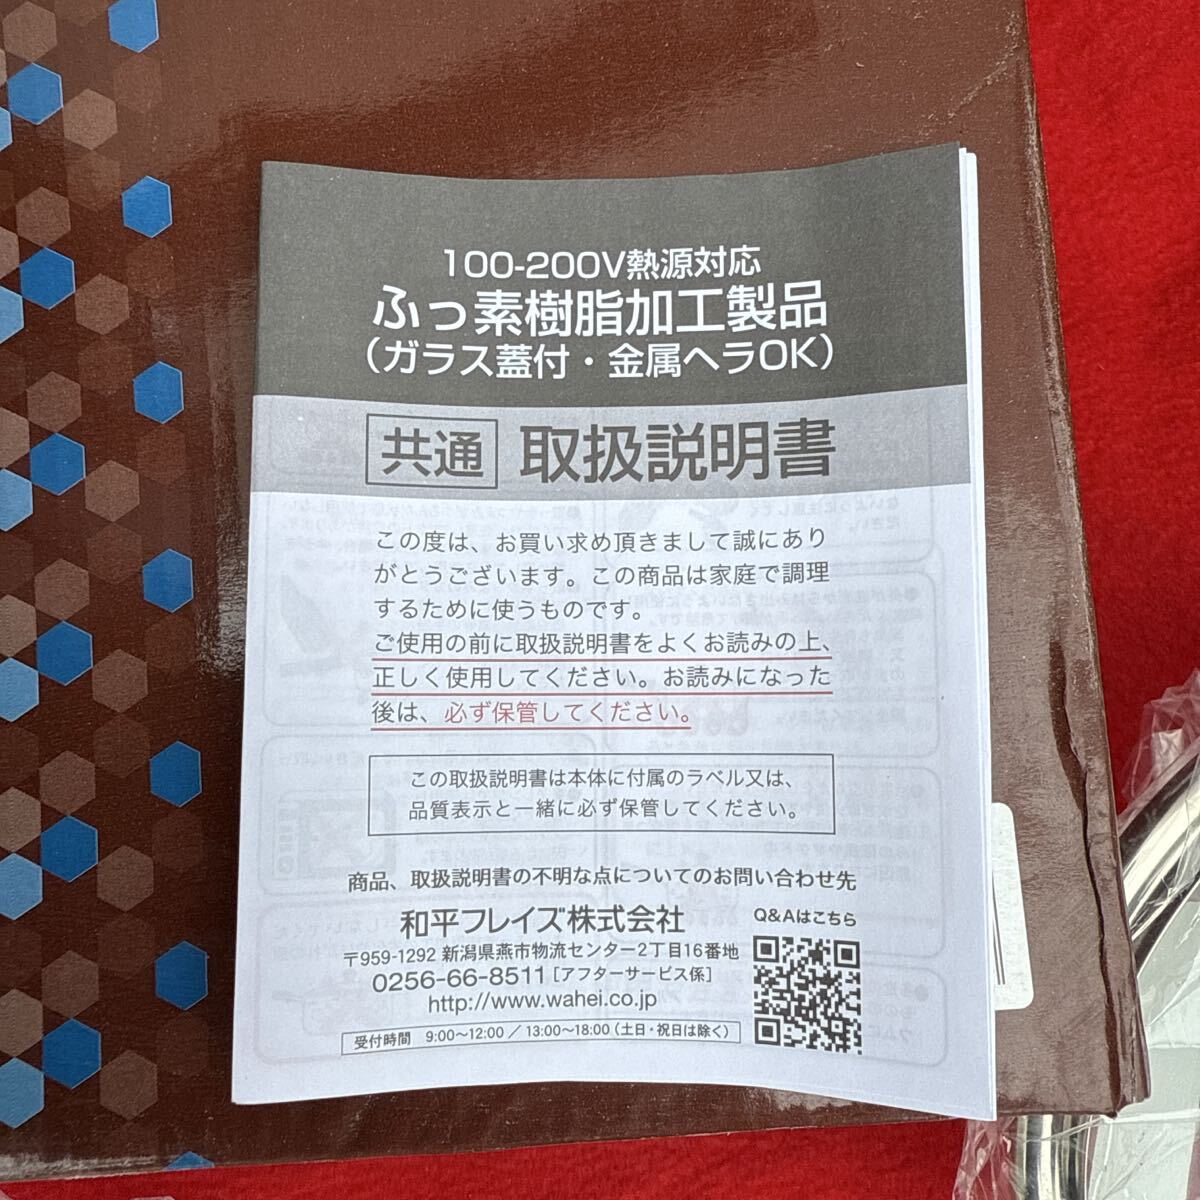 100-200V熱源対応
ふっ素樹脂加工製品
（ガラス蓋付・金属ヘラOK）
共通 取扱説明書
この度は、お買い求め頂きまして誠にあり
がとうございます。この商品は家庭で調理
するために使うものです。
ご使用の前に取扱説明書をよくお読みの上、
正しく使用してください。お読みになった
後は、必ず保管してください。
この取扱説明書は本体に付属のラベル又は、
品質表示と一緒に必ず保管してください。
商品、取扱説明書の不明な点についてのお問い合わせ先
和平フレイズ株式会社
〒959-1292 新潟県燕市物流センター2丁目16番地
0256-66-8511［アフターサービス係］
http://www.wahei.co.jp
受付時間 9:00〜12:00 ／ 13:00〜18:00（土日・祝日は除く）
Q&Aはこちら